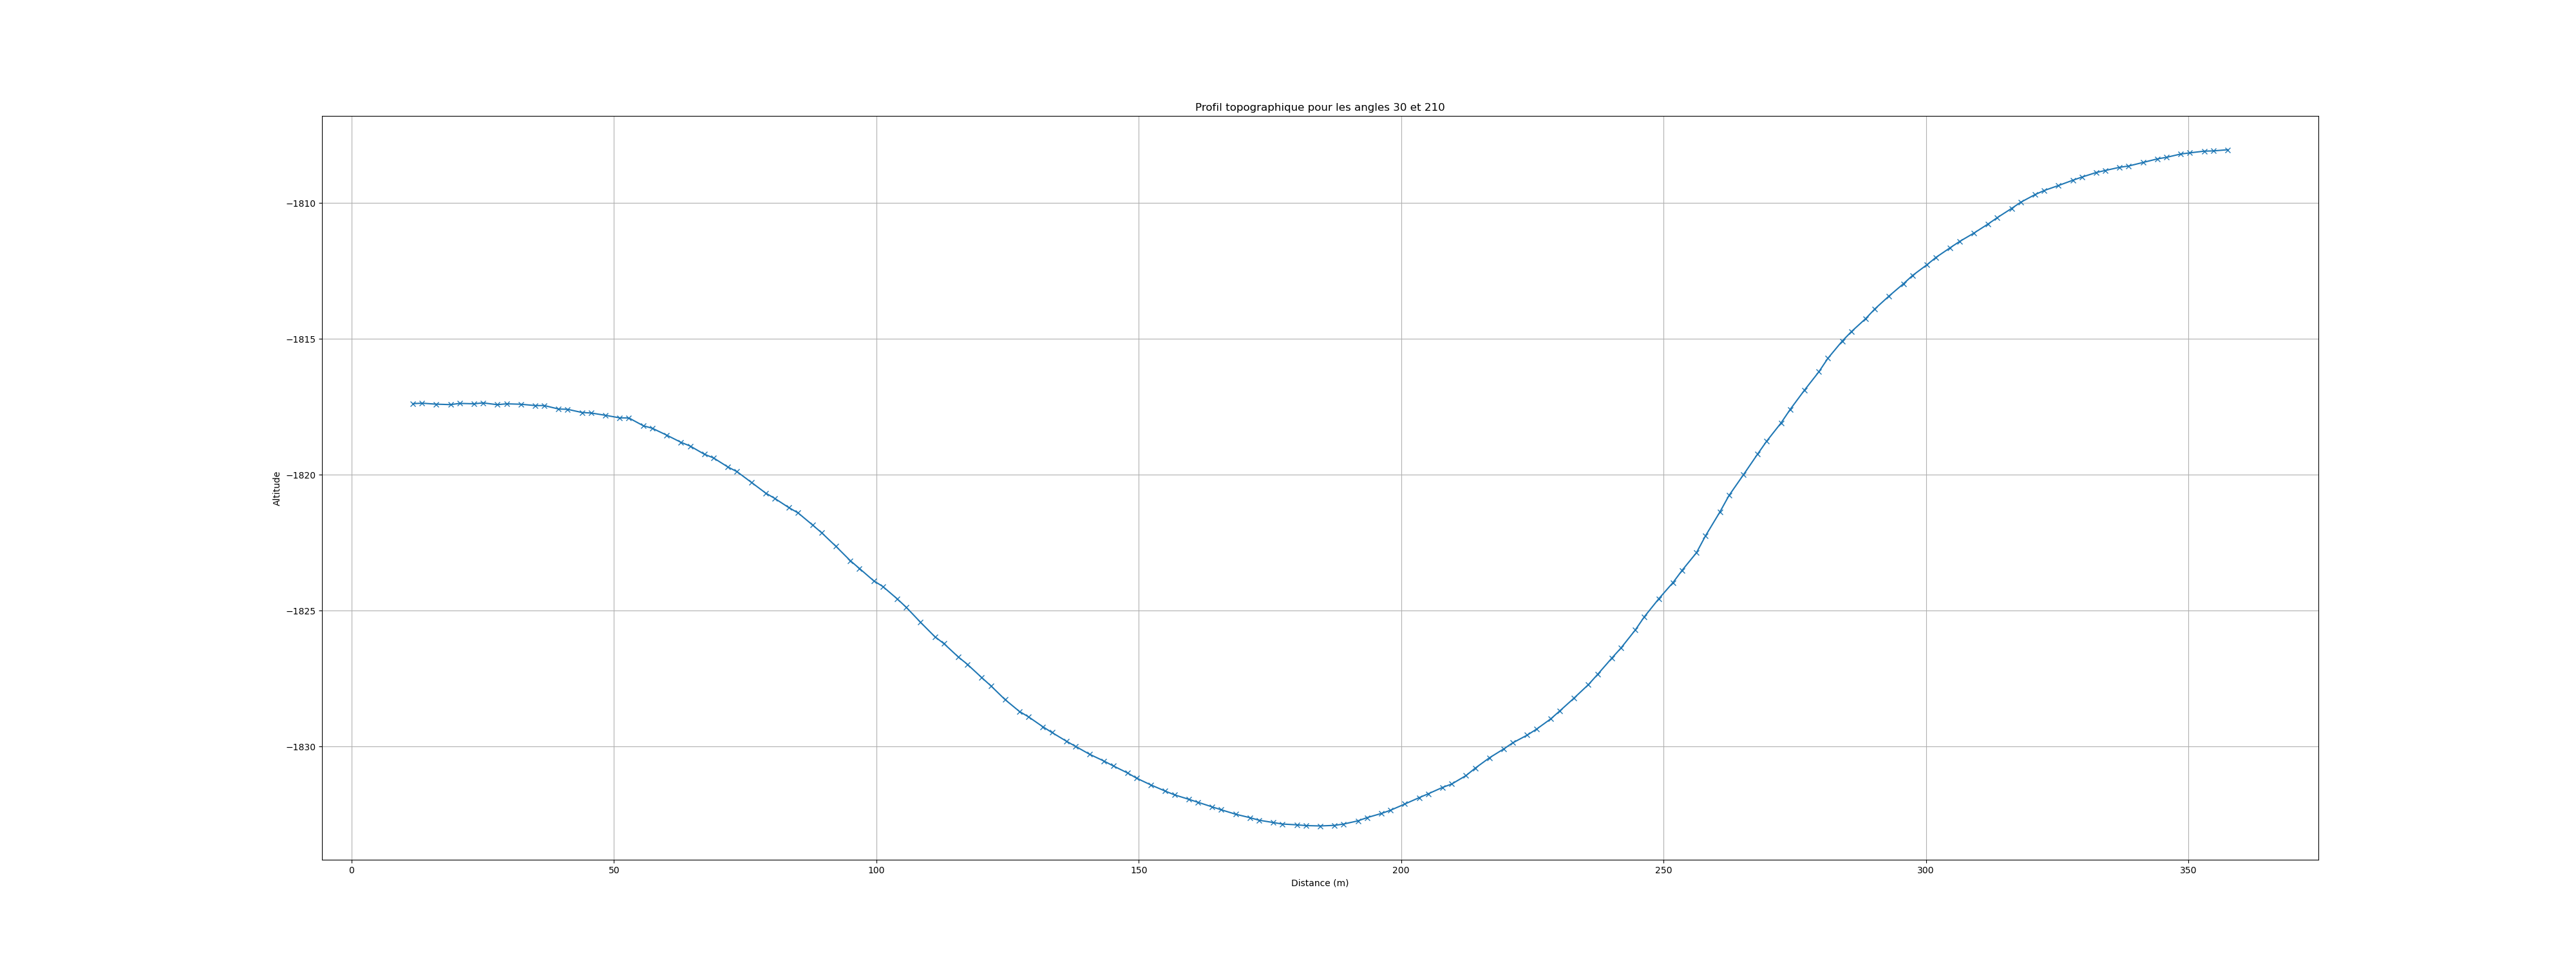 Profil topographique pour les angles 30 et 210
−1810
−1815
−1820
−1825
−1830
Altitude
0 50 100 150 200 250 300 350
Distance (m)